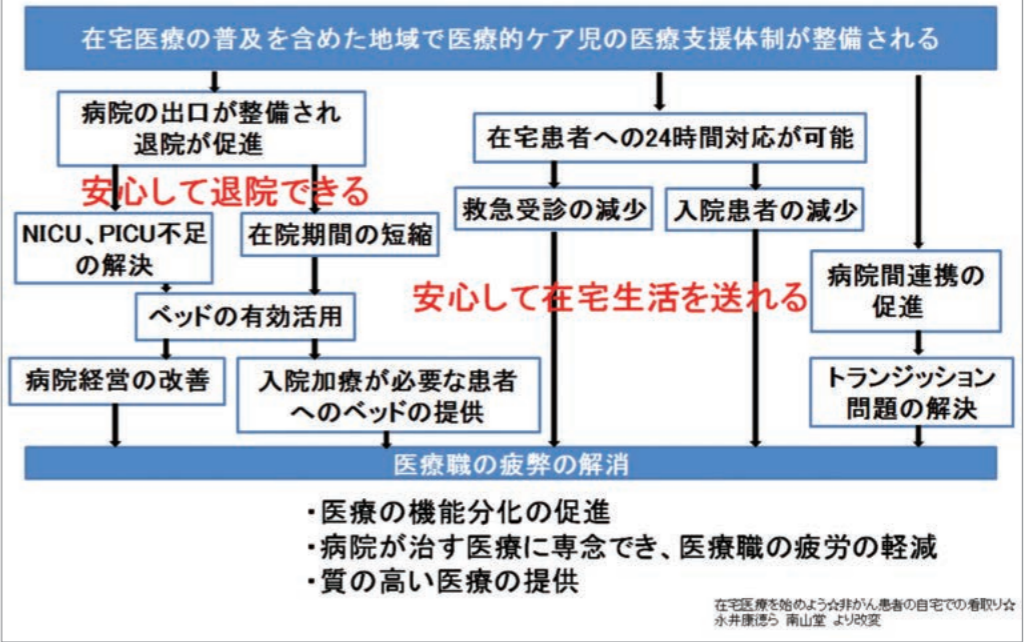 在宅医療の普及を含めた地域で医療的ケア児の医療支援体制が整備される
病院の出口が整備され
退院が促進
在宅患者への24時間対応が可能
安心して退院できる
救急受診の減少
入院患者の減少
NICU、PICU不足
の解決
在院期間の短縮
安心して在宅生活を送れる
病院間連携の
促進
ベッドの有効活用
病院経営の改善
入院加療が必要な患者
へのベッドの提供
トランジッション
問題の解決
医療職の疲弊の解消
・医療の機能分化の促進
・病院が治す医療に専念でき、医療職の疲労の軽減
・質の高い医療の提供
在宅医療を始めよう☆非がん患者の自宅での看取り☆
永井康徳ら 南山堂 より改変